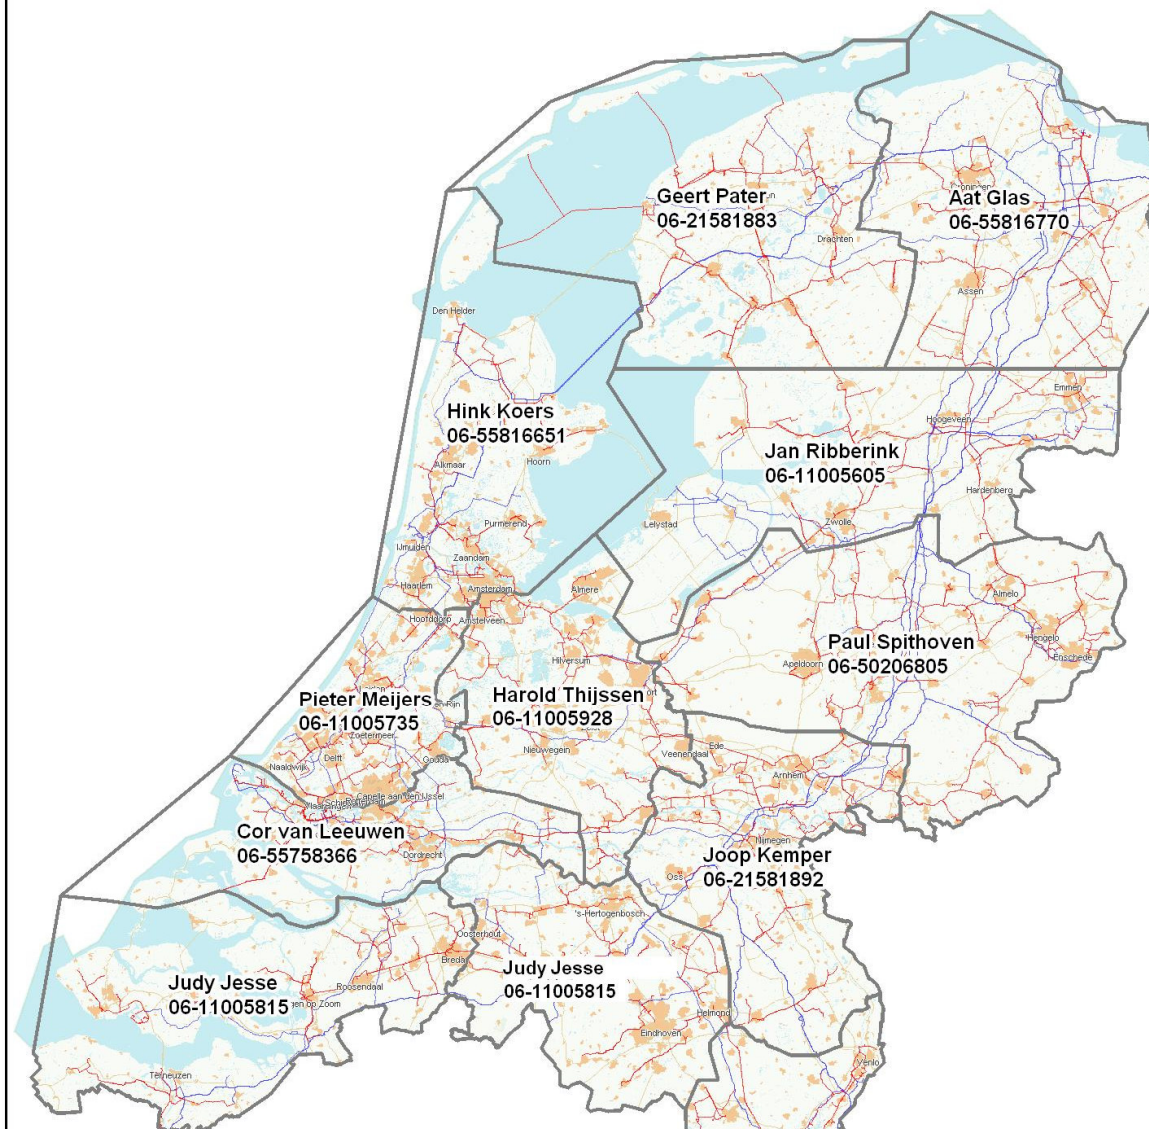 Geert Pater
06-21581883
Aat Glas
06-55816770
Drachten
Assen
Den Helder
Emmen
Hink Koers
06-55816651
Hoogeveen
Alkmaar
Hoorn
Jan Ribberink
06-11005605
Hardenberg
Lelystad
Zwolle
Purmerend
IJmuiden
Zaandam
Haarlem
Amsterdam
Almere
Almelo
Hoofddorp
Amstelveen
Hengelo
Enschede
Paul Spithoven
06-50206805
Apeldoorn
Hilversum
Pieter Meijers
06-11005735
Harold Thijssen
06-11005928
Zoetermeer
Delft
Gouda
Naaldwijk
Nieuwegein
Veenendaal
Ede
Arnhem
Capelle aan den IJssel
Cor van Leeuwen
06-55758366
Dordrecht
Nijmegen
Joop Kemper
06-21581892
Oss
's-Hertogenbosch
Oosterhout
Breda
Judy Jesse
06-11005815
Judy Jesse
06-11005815
Roosendaal
en op Zoom
Helmond
Eindhoven
Venlo
Terneuzen